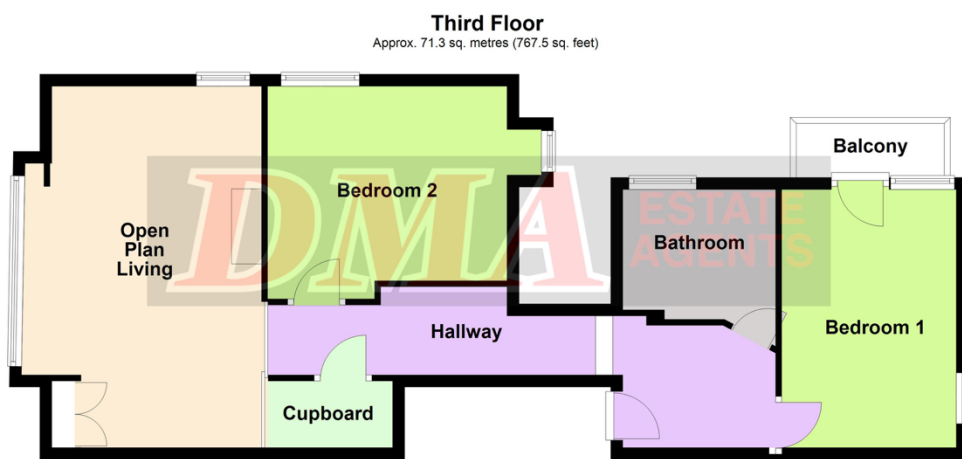 Third Floor
Approx. 71.3 sq. metres (767.5 sq. feet)
Balcony
Bedroom 2
DMA
ESTATE
AGENTS
Open
Plan
Living
Bathroom
Hallway
Bedroom 1
Cupboard